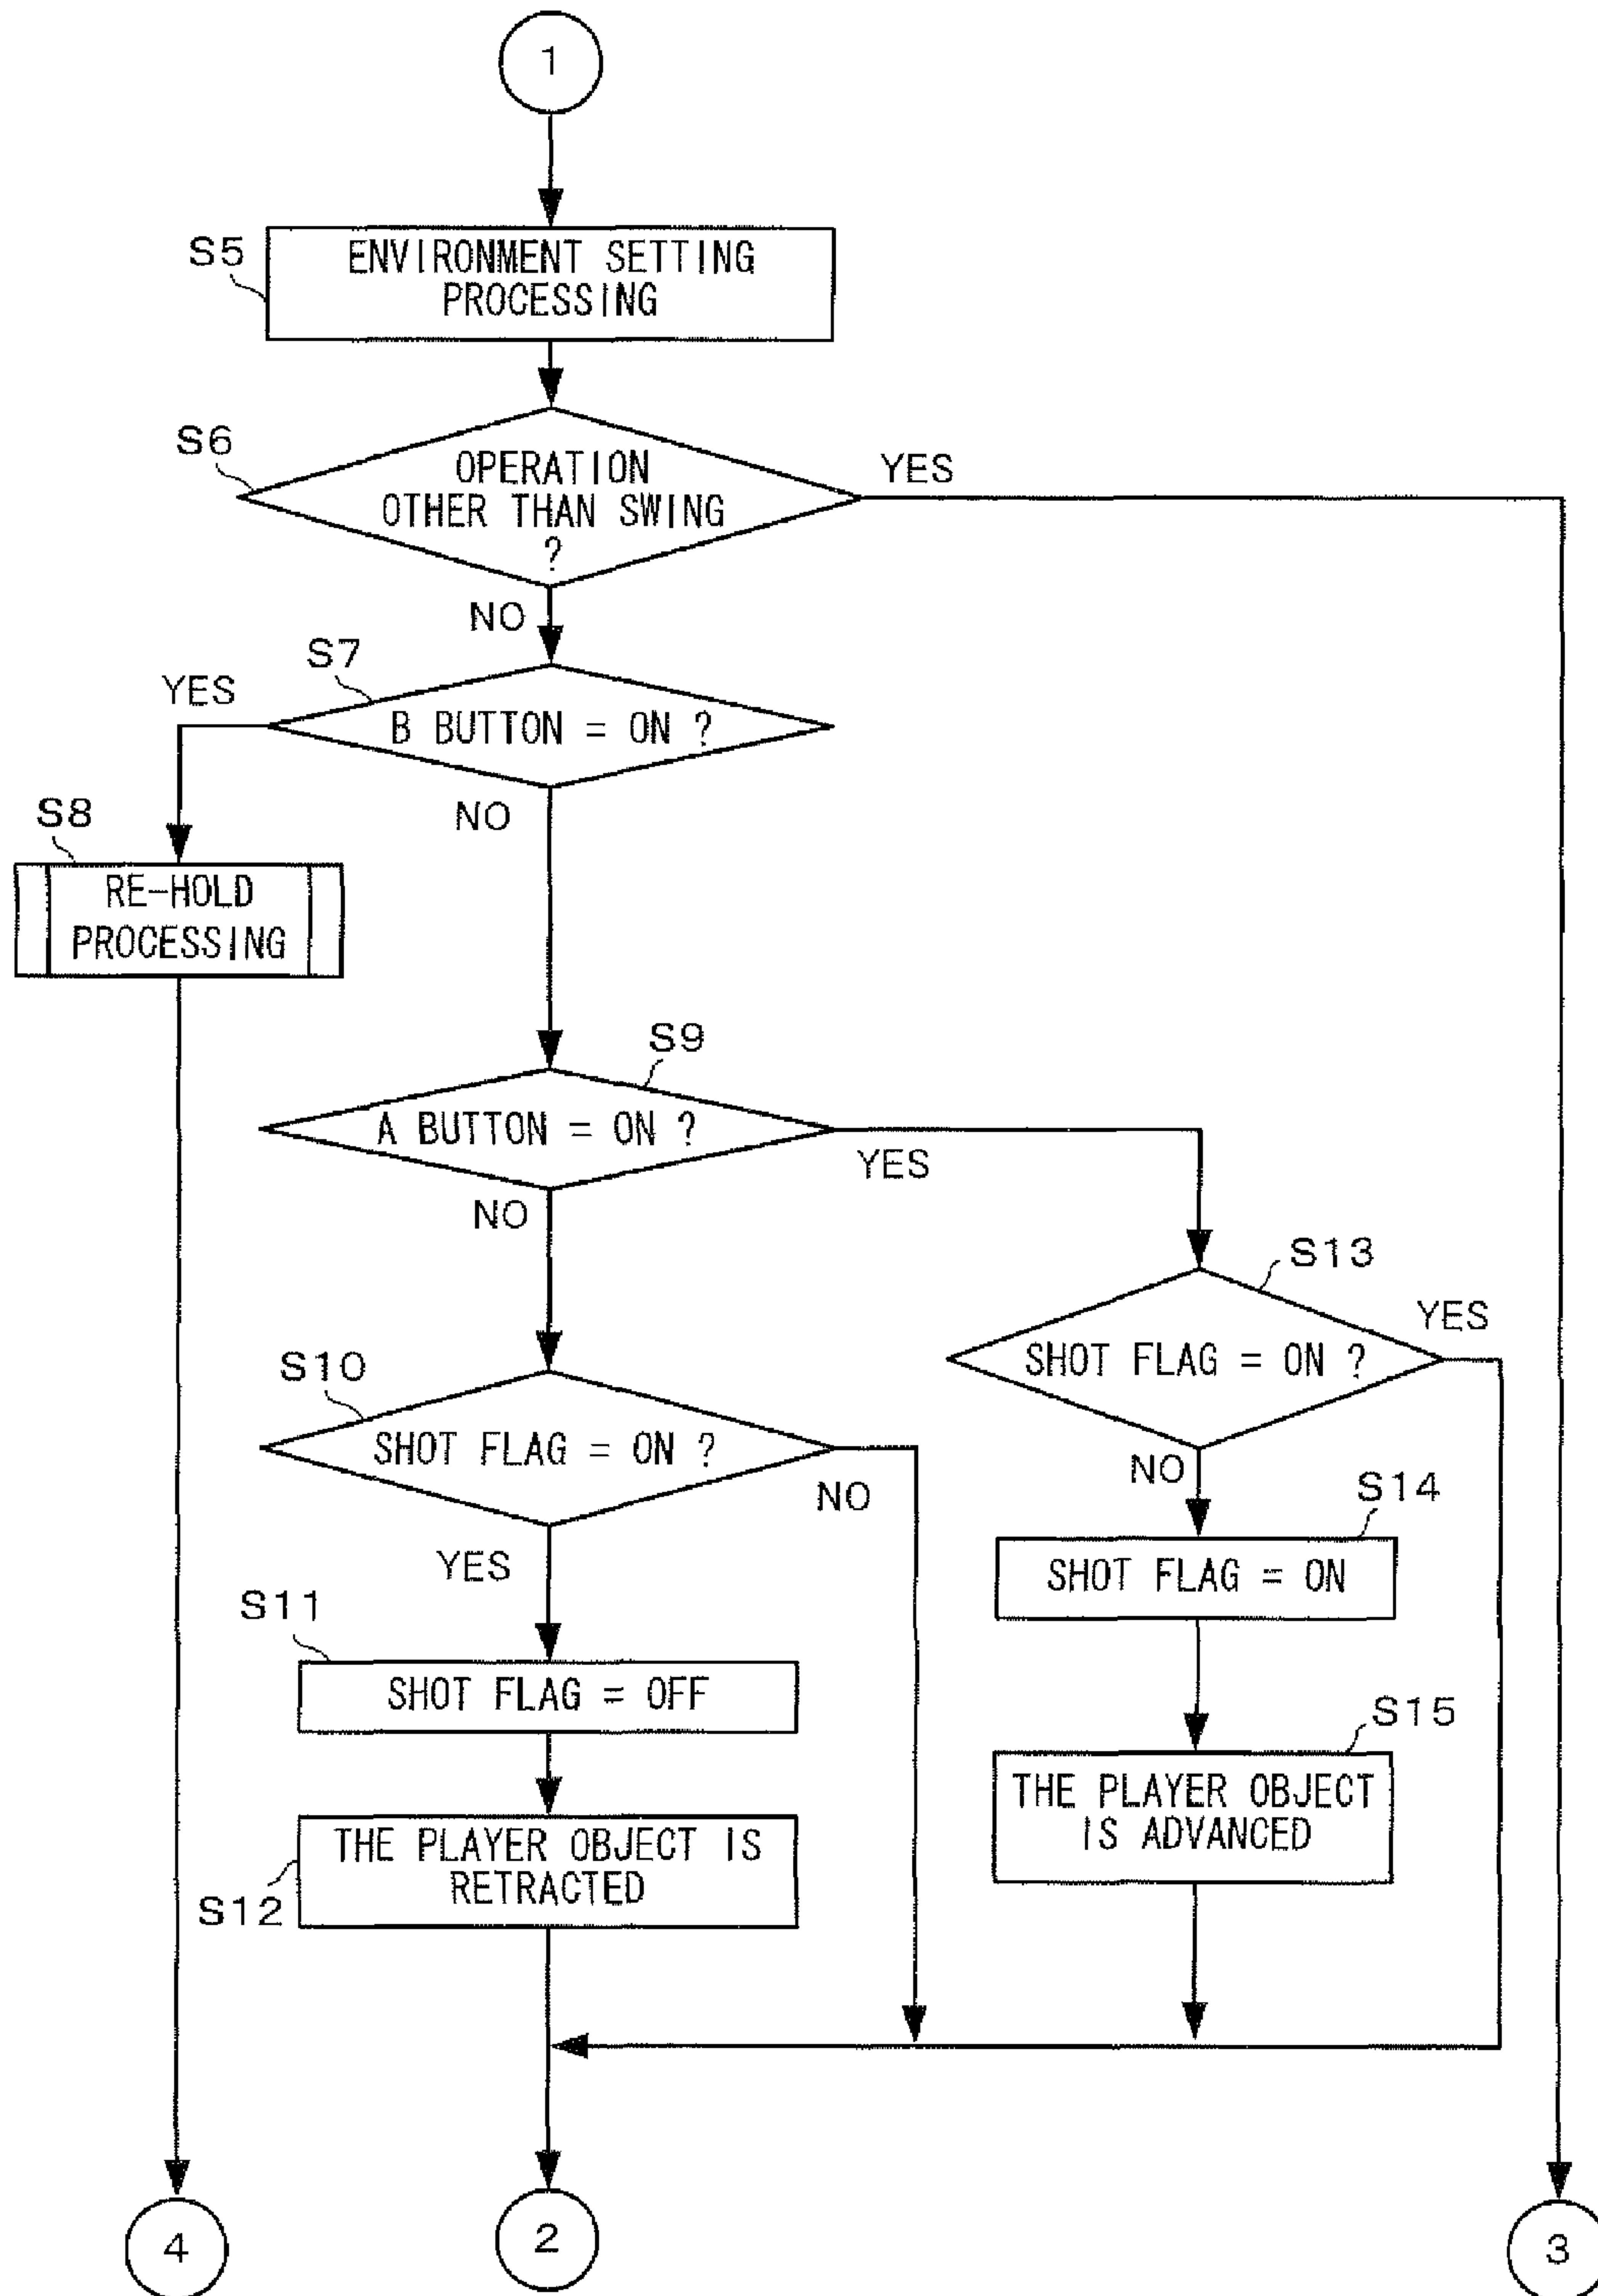 1
S5
ENVIRONMENT SETTING
PROCESSING
S6
OPERATION
OTHER THAN SWING
?
YES
NO
S7
YES
B BUTTON = ON ?
NO
S8
RE-HOLD
PROCESSING
S9
A BUTTON = ON ?
YES
NO
S13
SHOT FLAG = ON ?
YES
NO
S10
SHOT FLAG = ON ?
NO
YES
S14
SHOT FLAG = ON
S11
SHOT FLAG = OFF
S15
THE PLAYER OBJECT
IS ADVANCED
S12
THE PLAYER OBJECT IS
RETRACTED
4
2
3